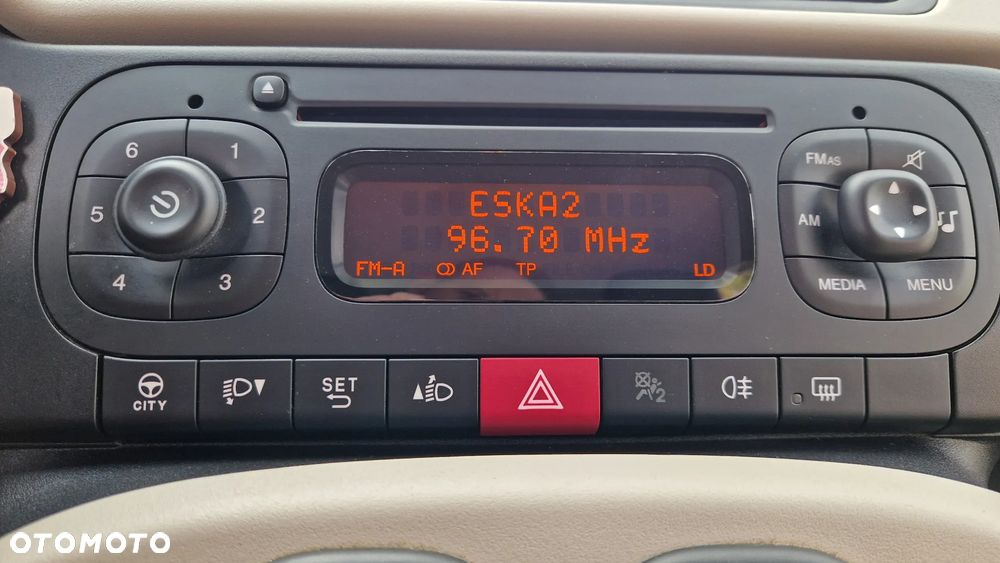 6 1
5 2
4 3
ESKA2
96.70 MHz
FM-A AF TP LD
FMAS
AM
MEDIA MENU
CITY
SET
2
OTOMOTO